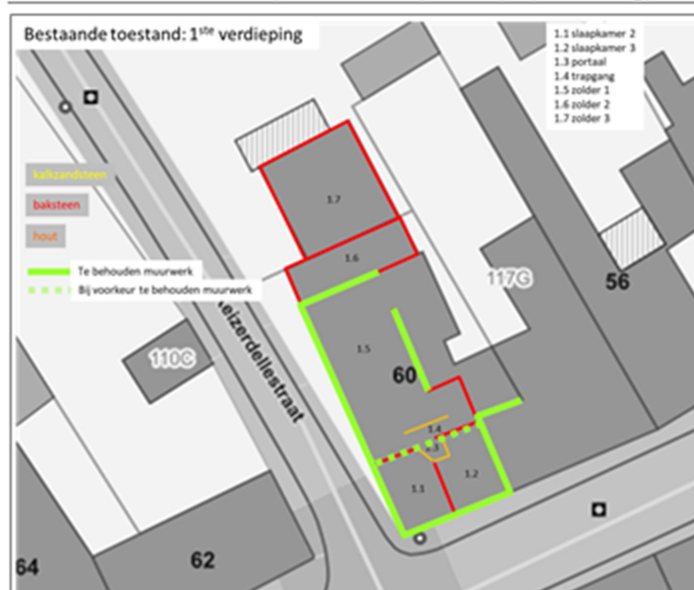 Bestaande toestand: 1ste verdieping
1.1 slaapkamer 2
1.2 slaapkamer 3
1.3 portaal
1.4 trapgang
1.5 zolder 1
1.6 zolder 2
1.7 zolder 3
kalkzandsteen
baksteen
hout
Te behouden muurwerk
Bij voorkeur te behouden muurwerk
1.7
1.6
117G
56
110C
1.5
60
1.4
1.3
1.1
1.2
64
62